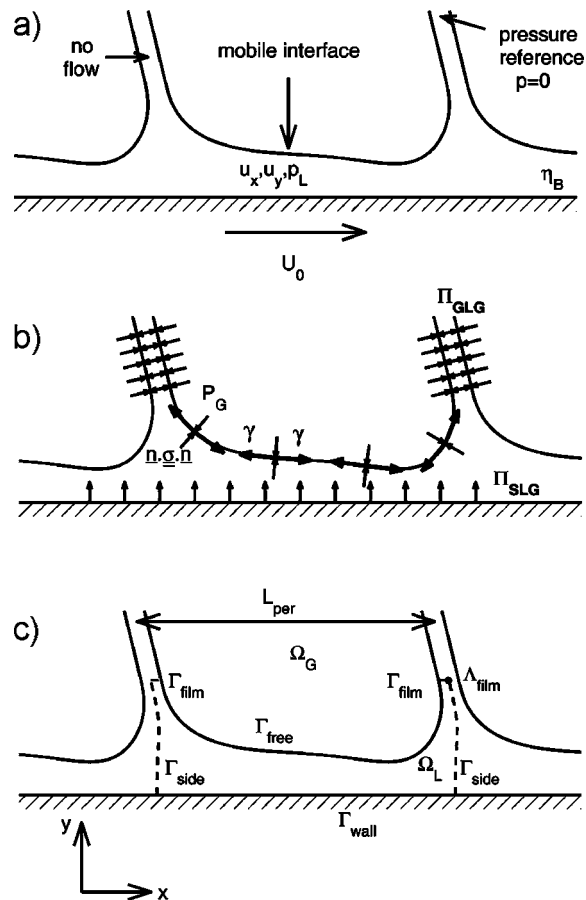 a)
no
flow
mobile interface
pressure
reference
p=0
u_x,u_y,p_L
η_B
U_0
b)
Π_GLG
P_G
γ γ
n.σ.n
Π_SLG
c)
L_per
Ω_G
Γ_film Γ_film Λ_film
Γ_free
Ω_L
Γ_side Γ_side
Γ_wall
y
x